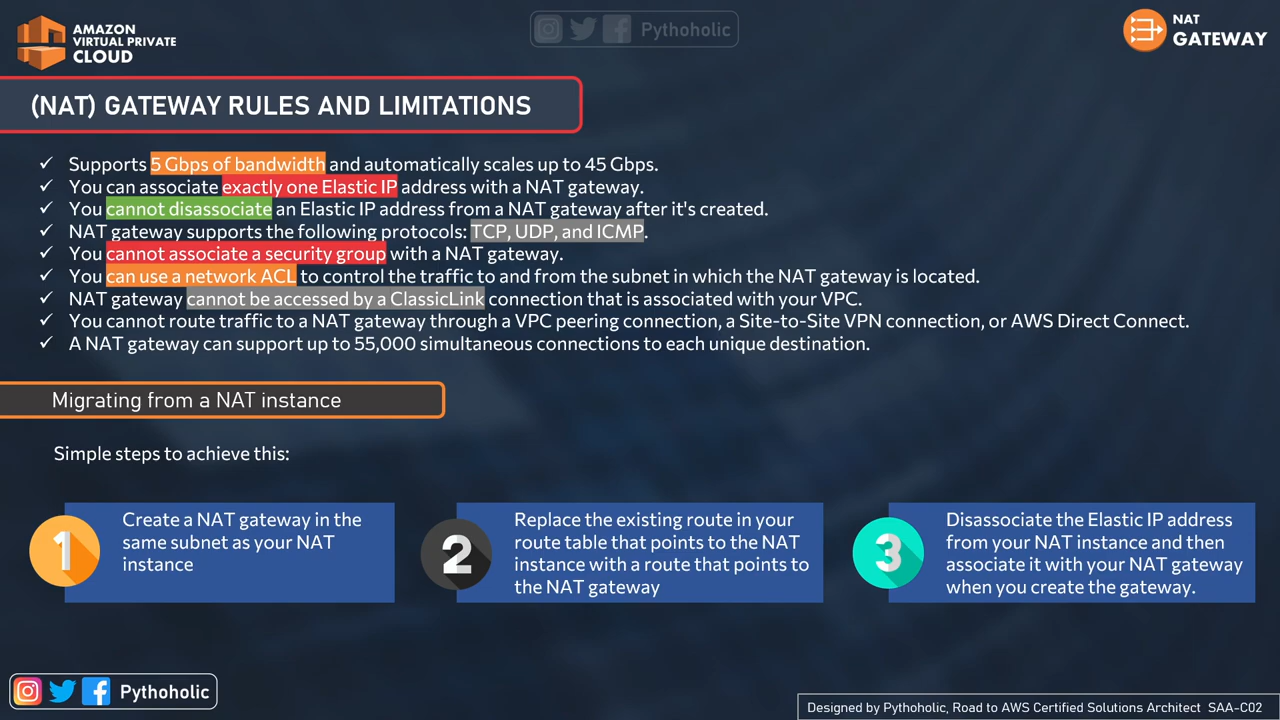 AMAZON
VIRTUAL PRIVATE
CLOUD
Pythoholic
NAT
GATEWAY
(NAT) GATEWAY RULES AND LIMITATIONS
✓ Supports 5 Gbps of bandwidth and automatically scales up to 45 Gbps.
✓ You can associate exactly one Elastic IP address with a NAT gateway.
✓ You cannot disassociate an Elastic IP address from a NAT gateway after it's created.
✓ NAT gateway supports the following protocols: TCP, UDP, and ICMP.
✓ You cannot associate a security group with a NAT gateway.
✓ You can use a network ACL to control the traffic to and from the subnet in which the NAT gateway is located.
✓ NAT gateway cannot be accessed by a ClassicLink connection that is associated with your VPC.
✓ You cannot route traffic to a NAT gateway through a VPC peering connection, a Site-to-Site VPN connection, or AWS Direct Connect.
✓ A NAT gateway can support up to 55,000 simultaneous connections to each unique destination.
Migrating from a NAT instance
Simple steps to achieve this:
1
Create a NAT gateway in the
same subnet as your NAT
instance
2
Replace the existing route in your
route table that points to the NAT
instance with a route that points to
the NAT gateway
3
Disassociate the Elastic IP address
from your NAT instance and then
associate it with your NAT gateway
when you create the gateway.
Pythoholic
Designed by Pythoholic, Road to AWS Certified Solutions Architect SAA-C02